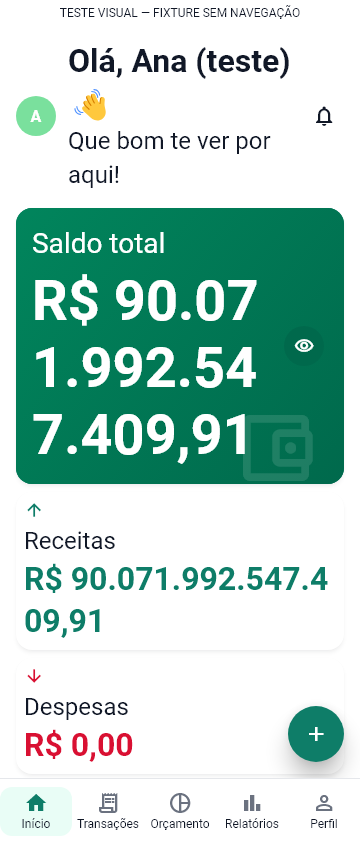 TESTE VISUAL — FIXTURE SEM NAVEGAÇÃO
Olá, Ana (teste)
👋
A
Que bom te ver por
aqui!
Saldo total
R$ 90.07
1.992.54
7.409,91
Receitas
R$ 90.071.992.547.4
09,91
Despesas
R$ 0,00
+
Início
Transações
Orçamento
Relatórios
Perfil